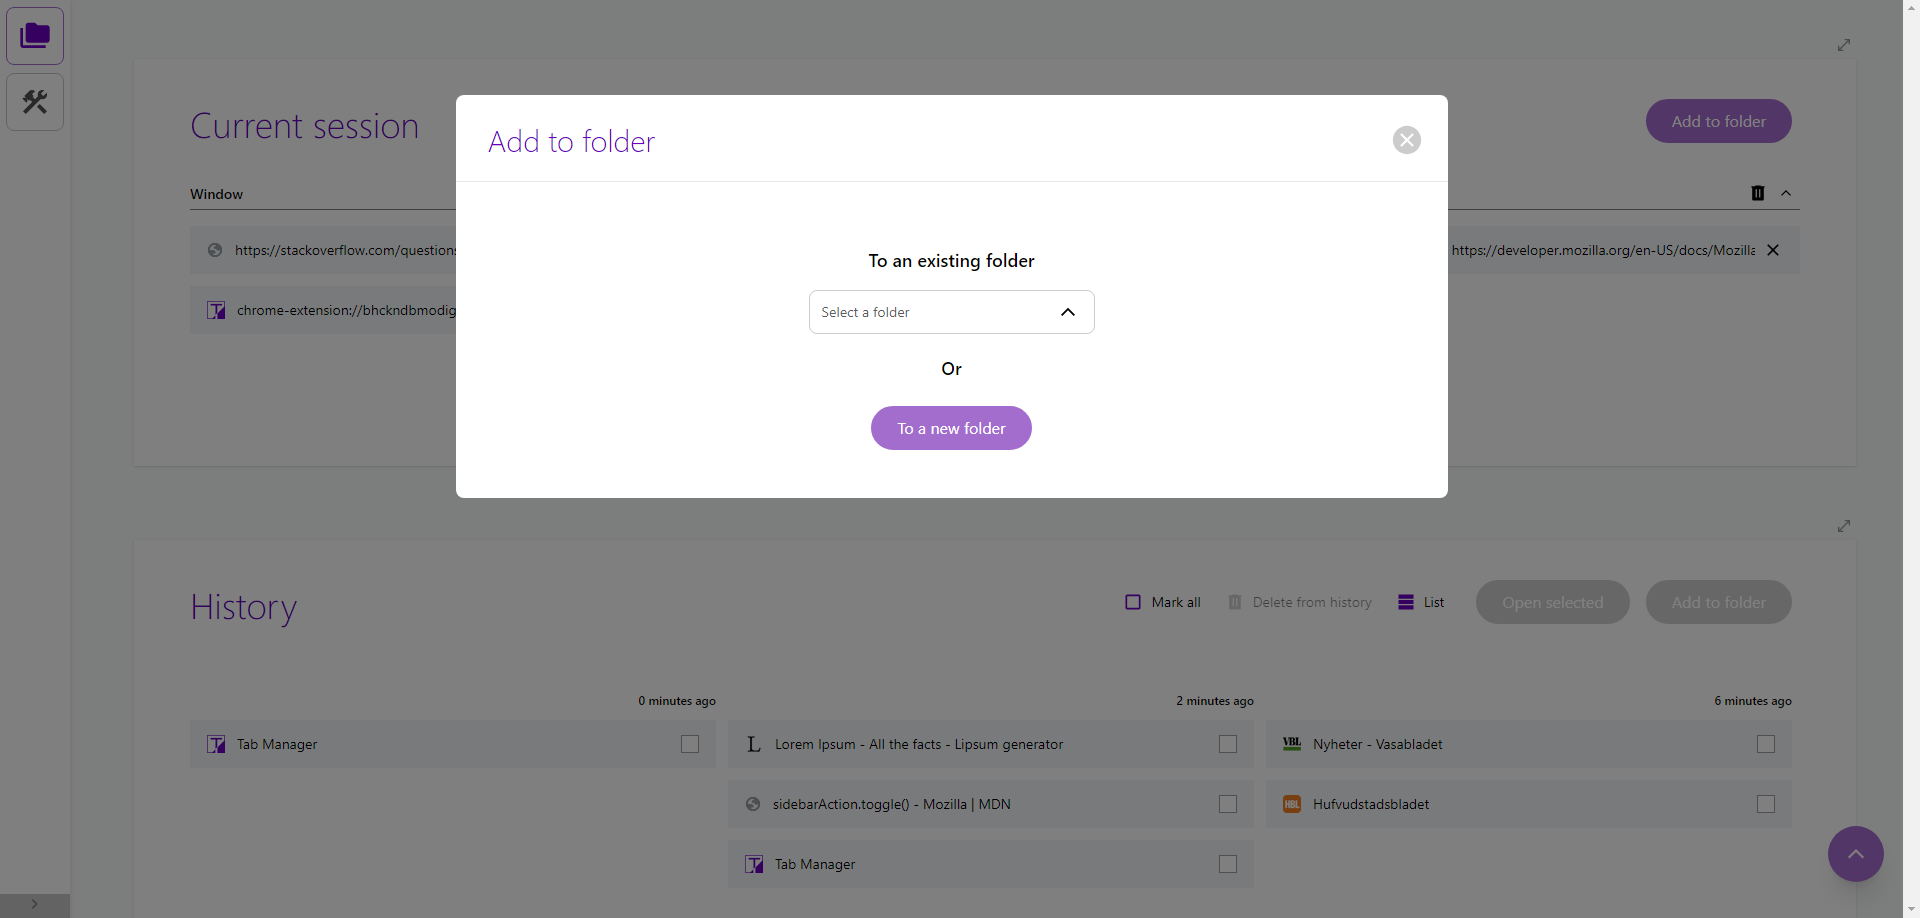 Current session
Add to folder
Window
https://stackoverflow.com/questions
https://developer.mozilla.org/en-US/docs/Mozilla
chrome-extension://bhckndbmodig
Add to folder
To an existing folder
Select a folder
Or
To a new folder
History
Mark all
Delete from history
List
Open selected
Add to folder
0 minutes ago
2 minutes ago
6 minutes ago
Tab Manager
L
Lorem Ipsum - All the facts - Lipsum generator
VBL
Nyheter - Vasabladet
sidebarAction.toggle() - Mozilla | MDN
HBL
Hufvudstadsbladet
Tab Manager